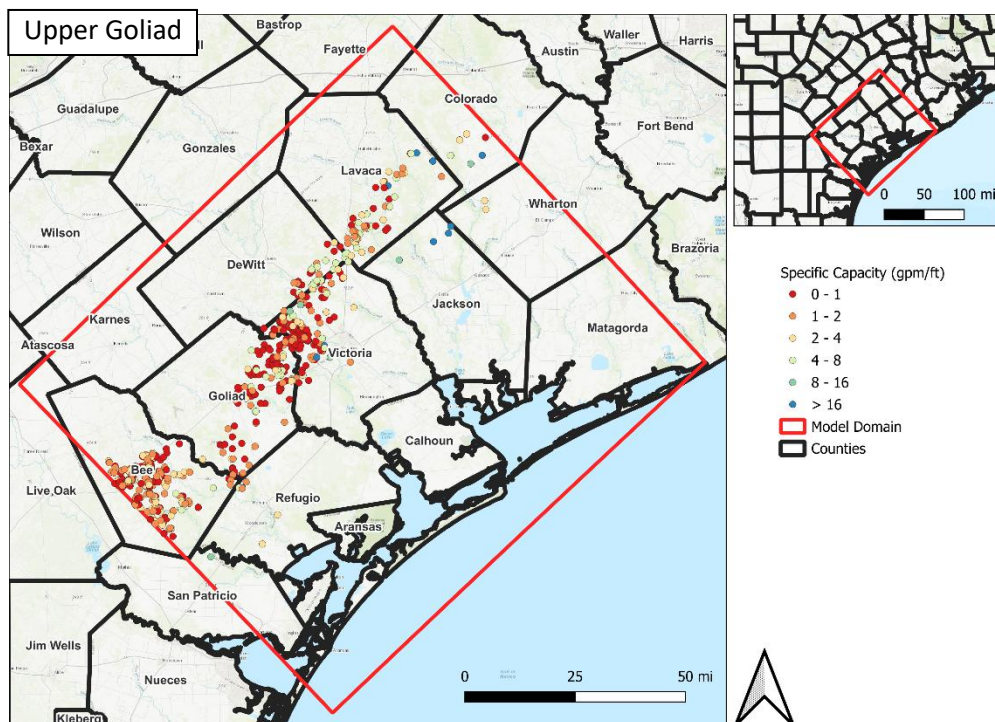 Upper Goliad
Bastrop
Fayette
Waller
Harris
Austin
Colorado
Guadalupe
Fort Bend
Bexar
Gonzales
Lavaca
Wharton
Wilson
Brazoria
DeWitt
Jackson
Karnes
Matagorda
Atascosa
Victoria
Goliad
Calhoun
Bee
Live Oak
Refugio
Aransas
San Patricio
Jim Wells
Nueces
Kleberg
0 25 50 mi
0 50 100 mi
Specific Capacity (gpm/ft)
0 - 1
1 - 2
2 - 4
4 - 8
8 - 16
> 16
Model Domain
Counties